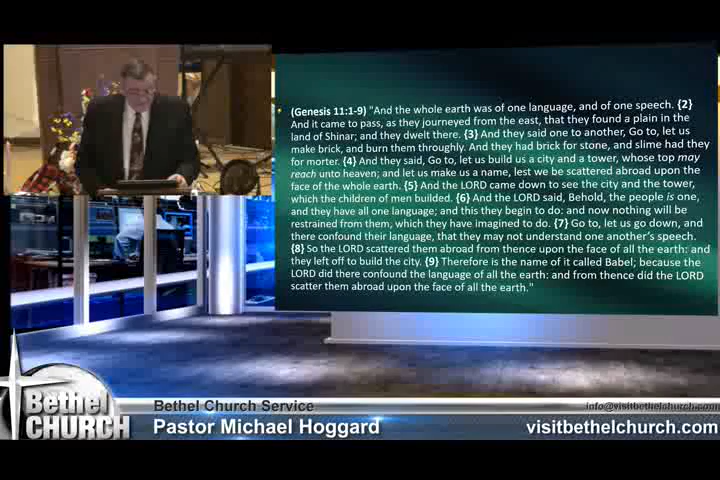 (Genesis 11:1-9) "And the whole earth was of one language, and of one speech. {2}
And it came to pass, as they journeyed from the east, that they found a plain in the
land of Shinar; and they dwelt there. {3} And they said one to another, Go to, let us
make brick, and burn them throughly. And they had brick for stone, and slime had they
for morter. {4} And they said, Go to, let us build us a city and a tower, whose top may
reach unto heaven; and let us make us a name, lest we be scattered abroad upon the
face of the whole earth. {5} And the LORD came down to see the city and the tower,
which the children of men builded. {6} And the LORD said, Behold, the people is one,
and they have all one language; and this they begin to do: and now nothing will be
restrained from them, which they have imagined to do. {7} Go to, let us go down, and
there confound their language, that they may not understand one another's speech.
{8} So the LORD scattered them abroad from thence upon the face of all the earth: and
they left off to build the city. {9} Therefore is the name of it called Babel; because the
LORD did there confound the language of all the earth: and from thence did the LORD
scatter them abroad upon the face of all the earth."
Bethel
CHURCH
Bethel Church Service
info@visitbethelchurch.com
Pastor Michael Hoggard
visitbethelchurch.com